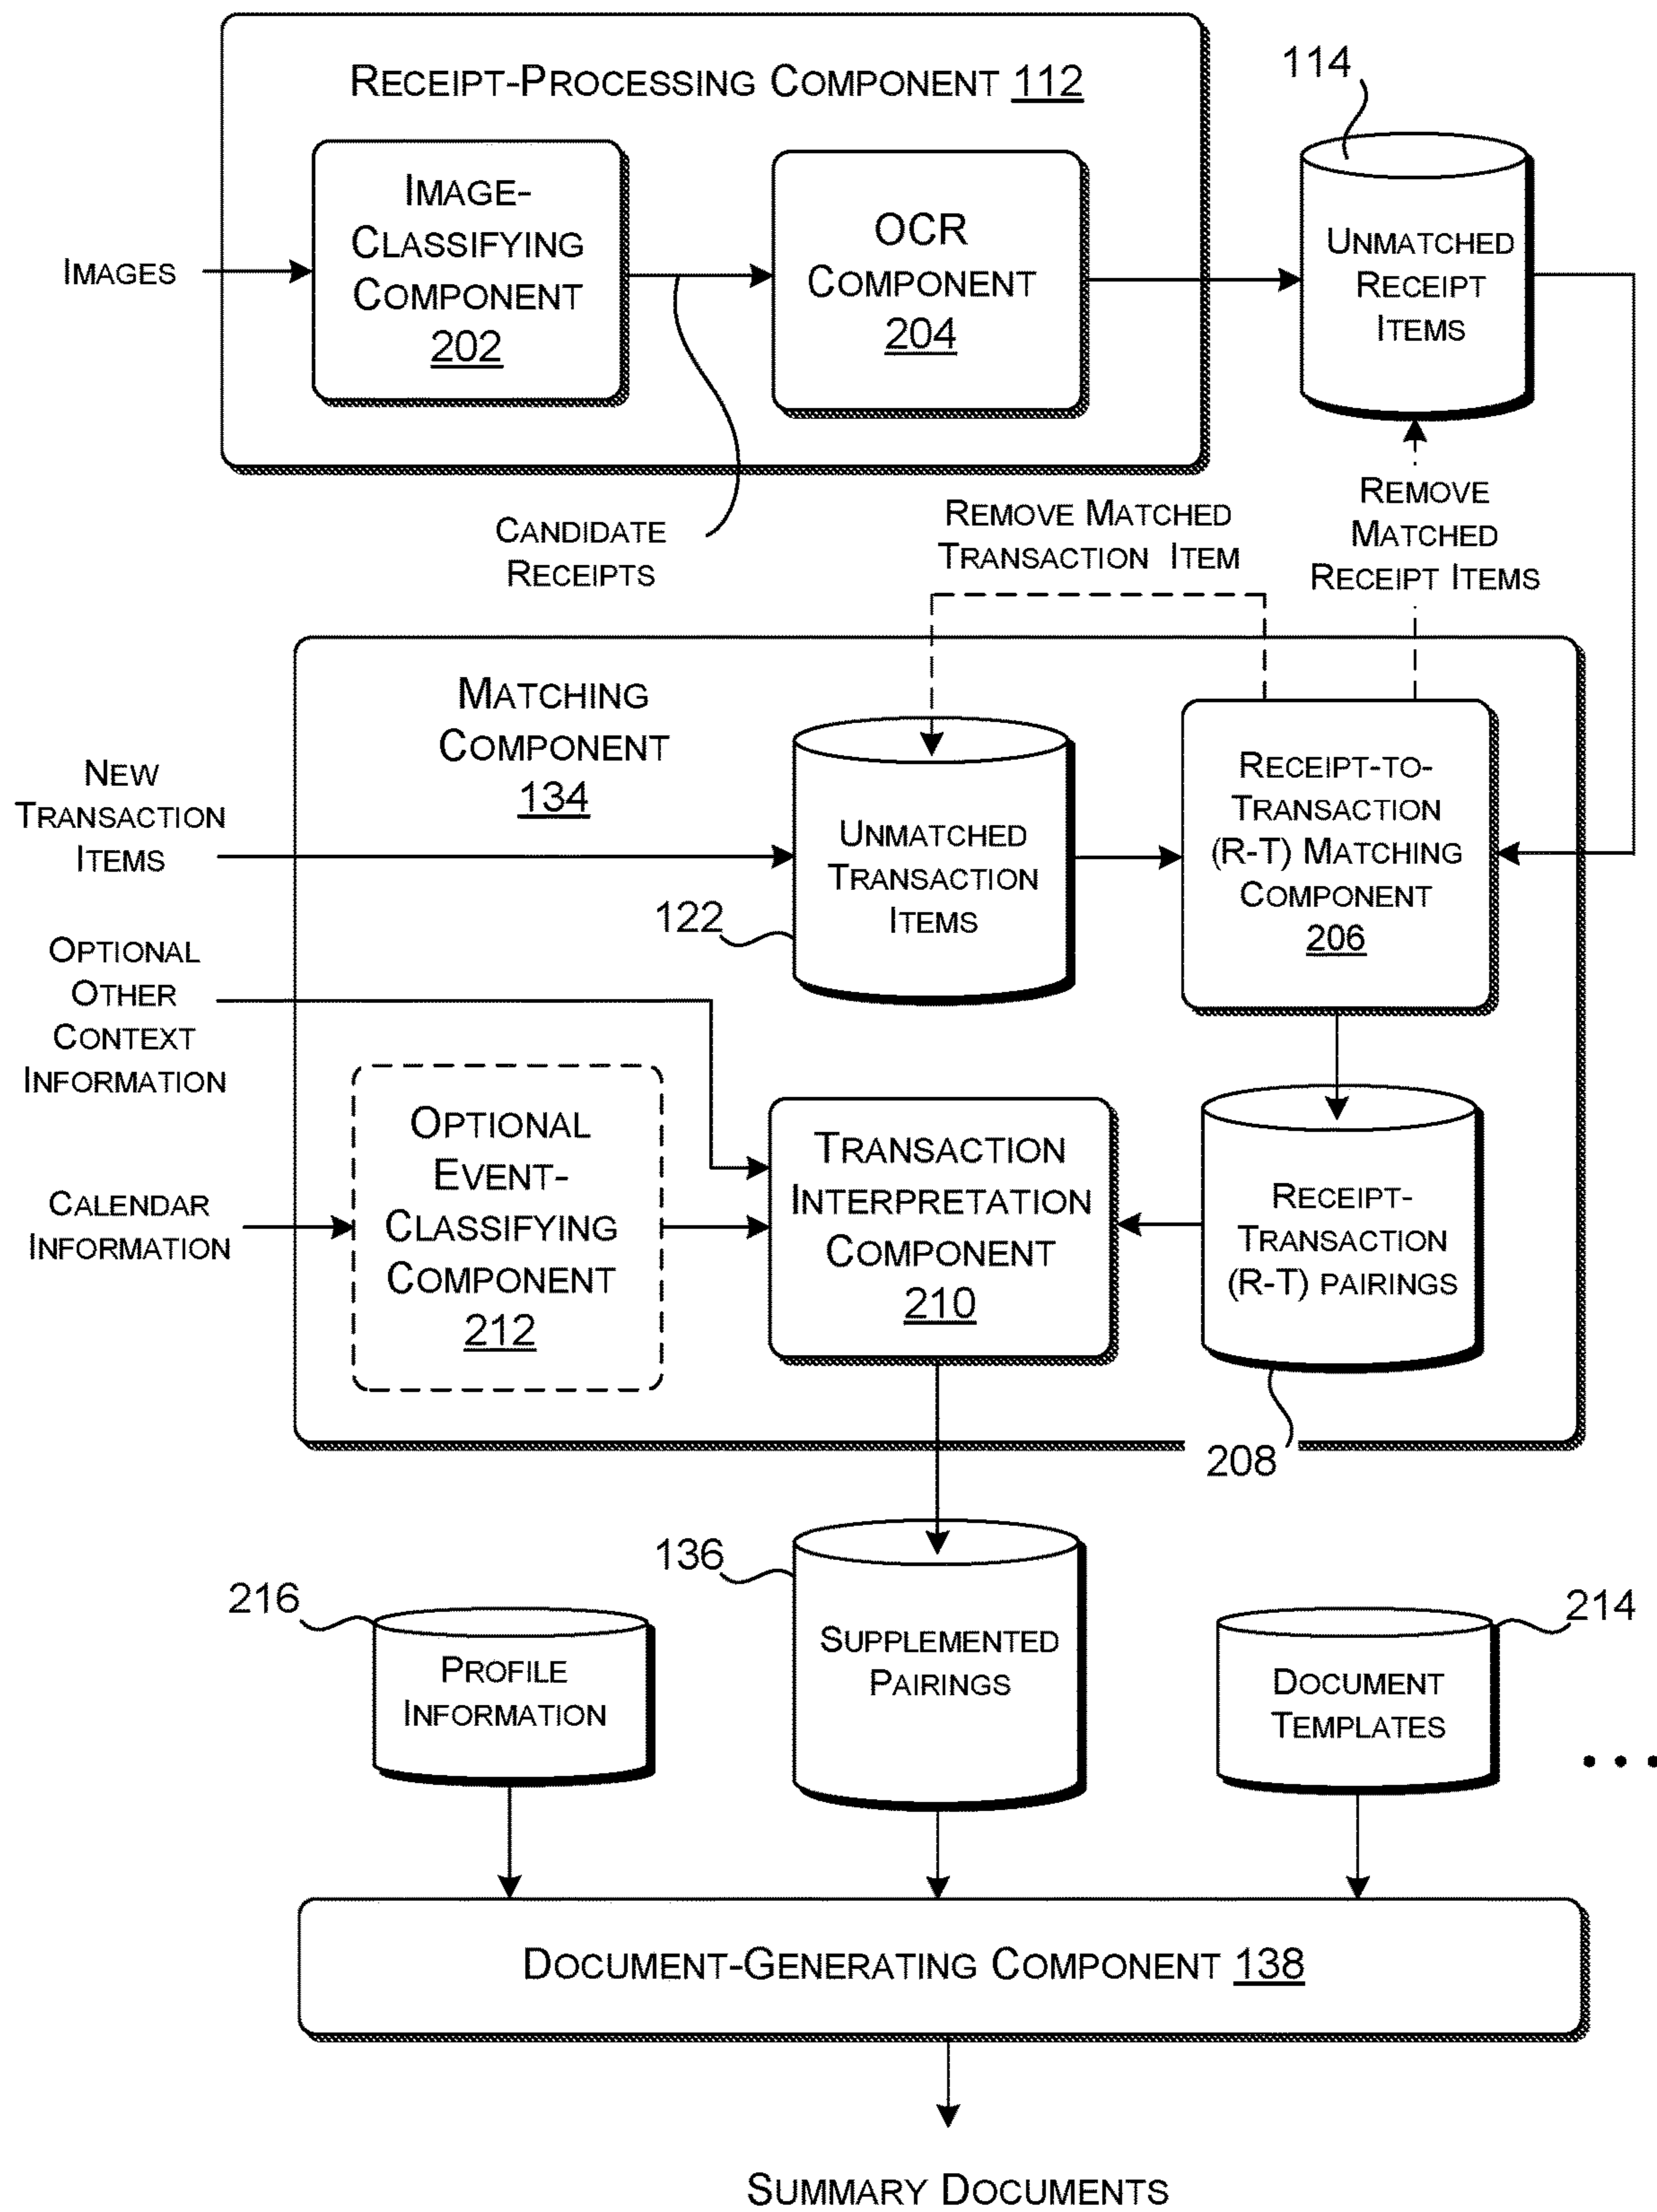 RECEIPT-PROCESSING COMPONENT 112
114
IMAGE-
CLASSIFYING
COMPONENT
202
OCR
COMPONENT
204
IMAGES
UNMATCHED
RECEIPT
ITEMS
CANDIDATE
RECEIPTS
REMOVE MATCHED
TRANSACTION ITEM
REMOVE
MATCHED
RECEIPT ITEMS
MATCHING
COMPONENT
134
NEW
TRANSACTION
ITEMS
UNMATCHED
TRANSACTION
ITEMS
122
RECEIPT-TO-
TRANSACTION
(R-T) MATCHING
COMPONENT
206
OPTIONAL
OTHER
CONTEXT
INFORMATION
OPTIONAL
EVENT-
CLASSIFYING
COMPONENT
212
TRANSACTION
INTERPRETATION
COMPONENT
210
RECEIPT-
TRANSACTION
(R-T) PAIRINGS
CALENDAR
INFORMATION
208
136
216
214
PROFILE
INFORMATION
SUPPLEMENTED
PAIRINGS
DOCUMENT
TEMPLATES
• • •
DOCUMENT-GENERATING COMPONENT 138
SUMMARY DOCUMENTS